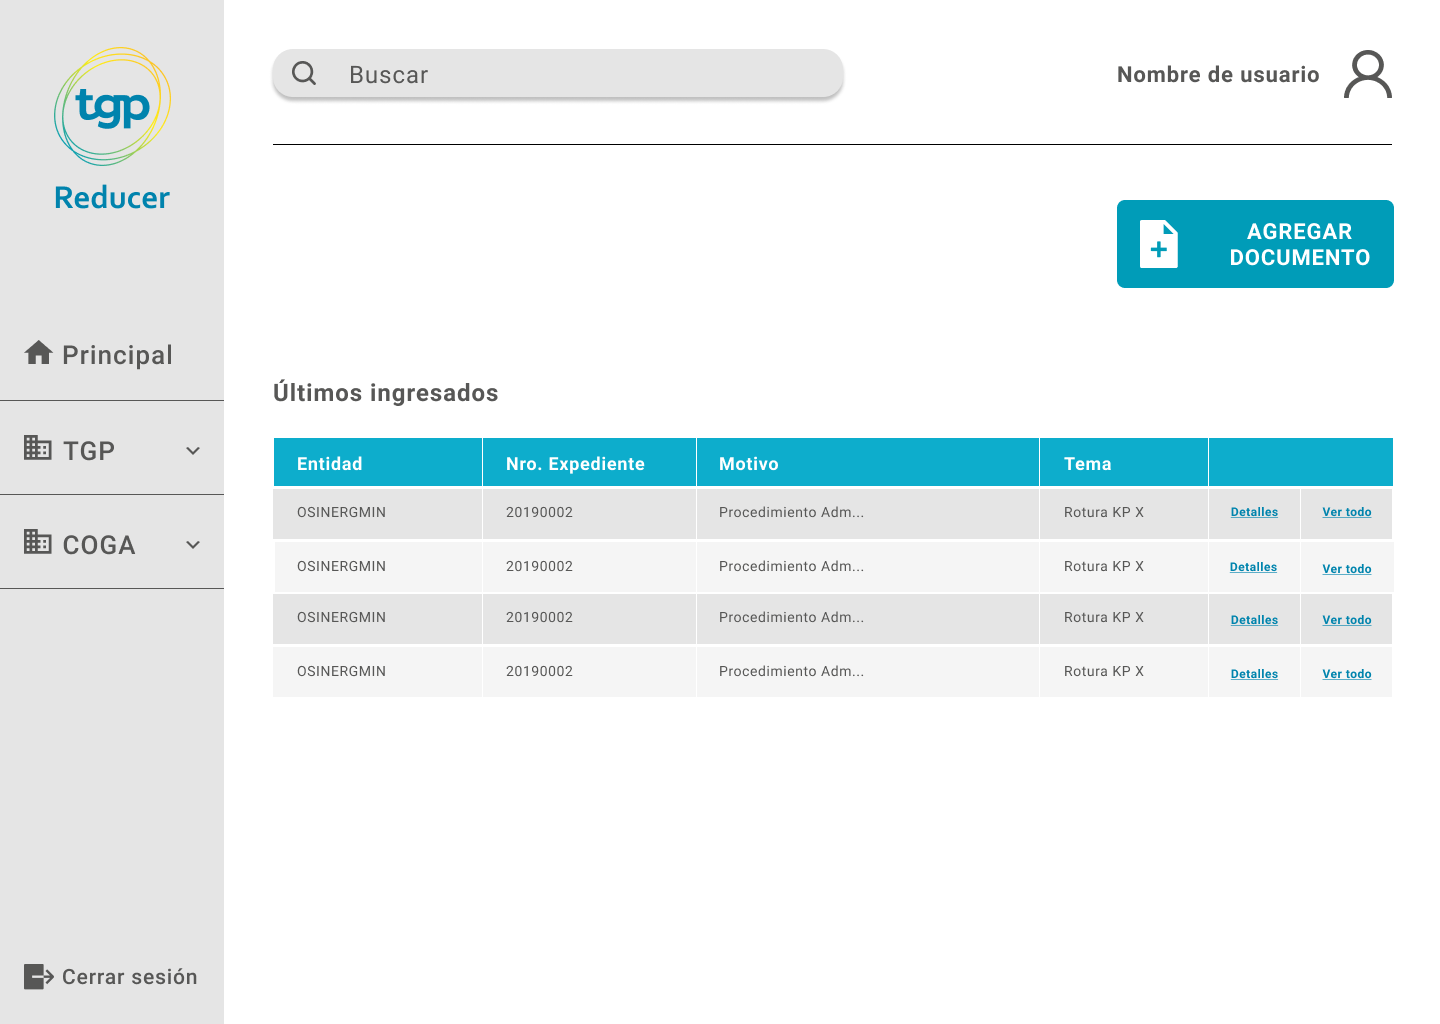 tgp
Reducer
Principal
TGP
COGA
Cerrar sesión
Buscar
Nombre de usuario
AGREGAR
DOCUMENTO
Últimos ingresados
Entidad Nro. Expediente Motivo Tema
OSINERGMIN 20190002 Procedimiento Adm... Rotura KP X Detalles Ver todo
OSINERGMIN 20190002 Procedimiento Adm... Rotura KP X Detalles Ver todo
OSINERGMIN 20190002 Procedimiento Adm... Rotura KP X Detalles Ver todo
OSINERGMIN 20190002 Procedimiento Adm... Rotura KP X Detalles Ver todo